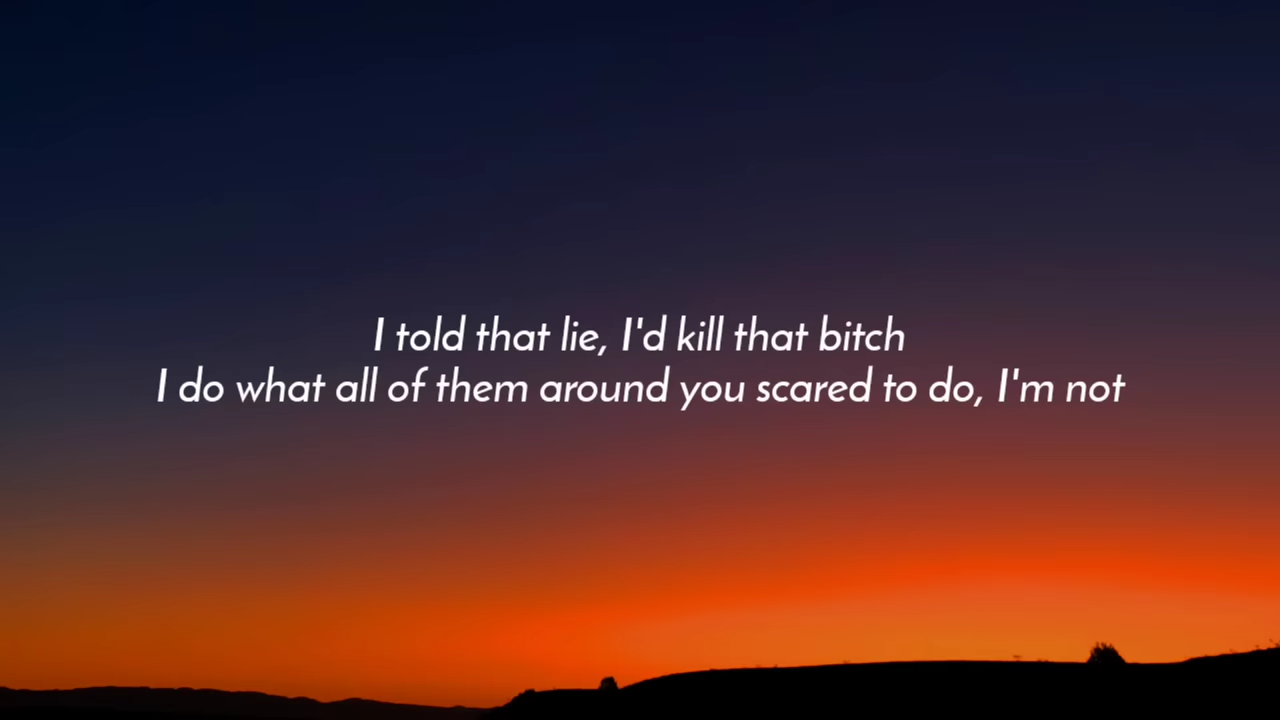 I told that lie, I'd kill that bitch
I do what all of them around you scared to do, I'm not